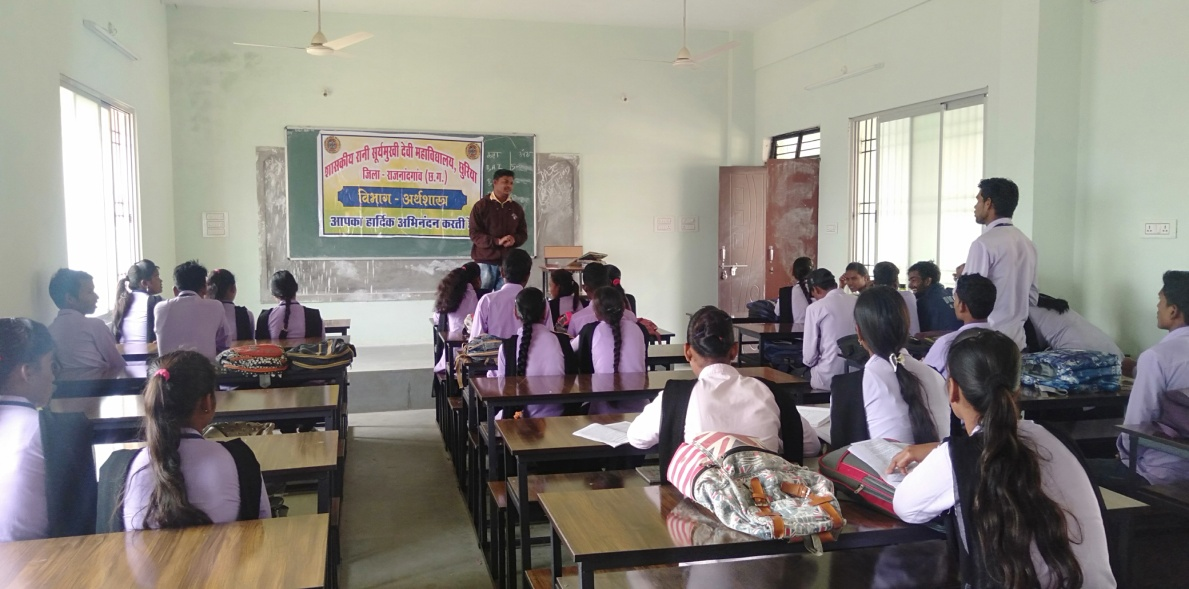 शासकीय रानी सूर्यमुखी देवी महाविद्यालय, छुरिया
जिला - राजनांदगांव (छ.ग.)
विभाग - अर्थशास्त्र
आपका हार्दिक अभिनंदन करती